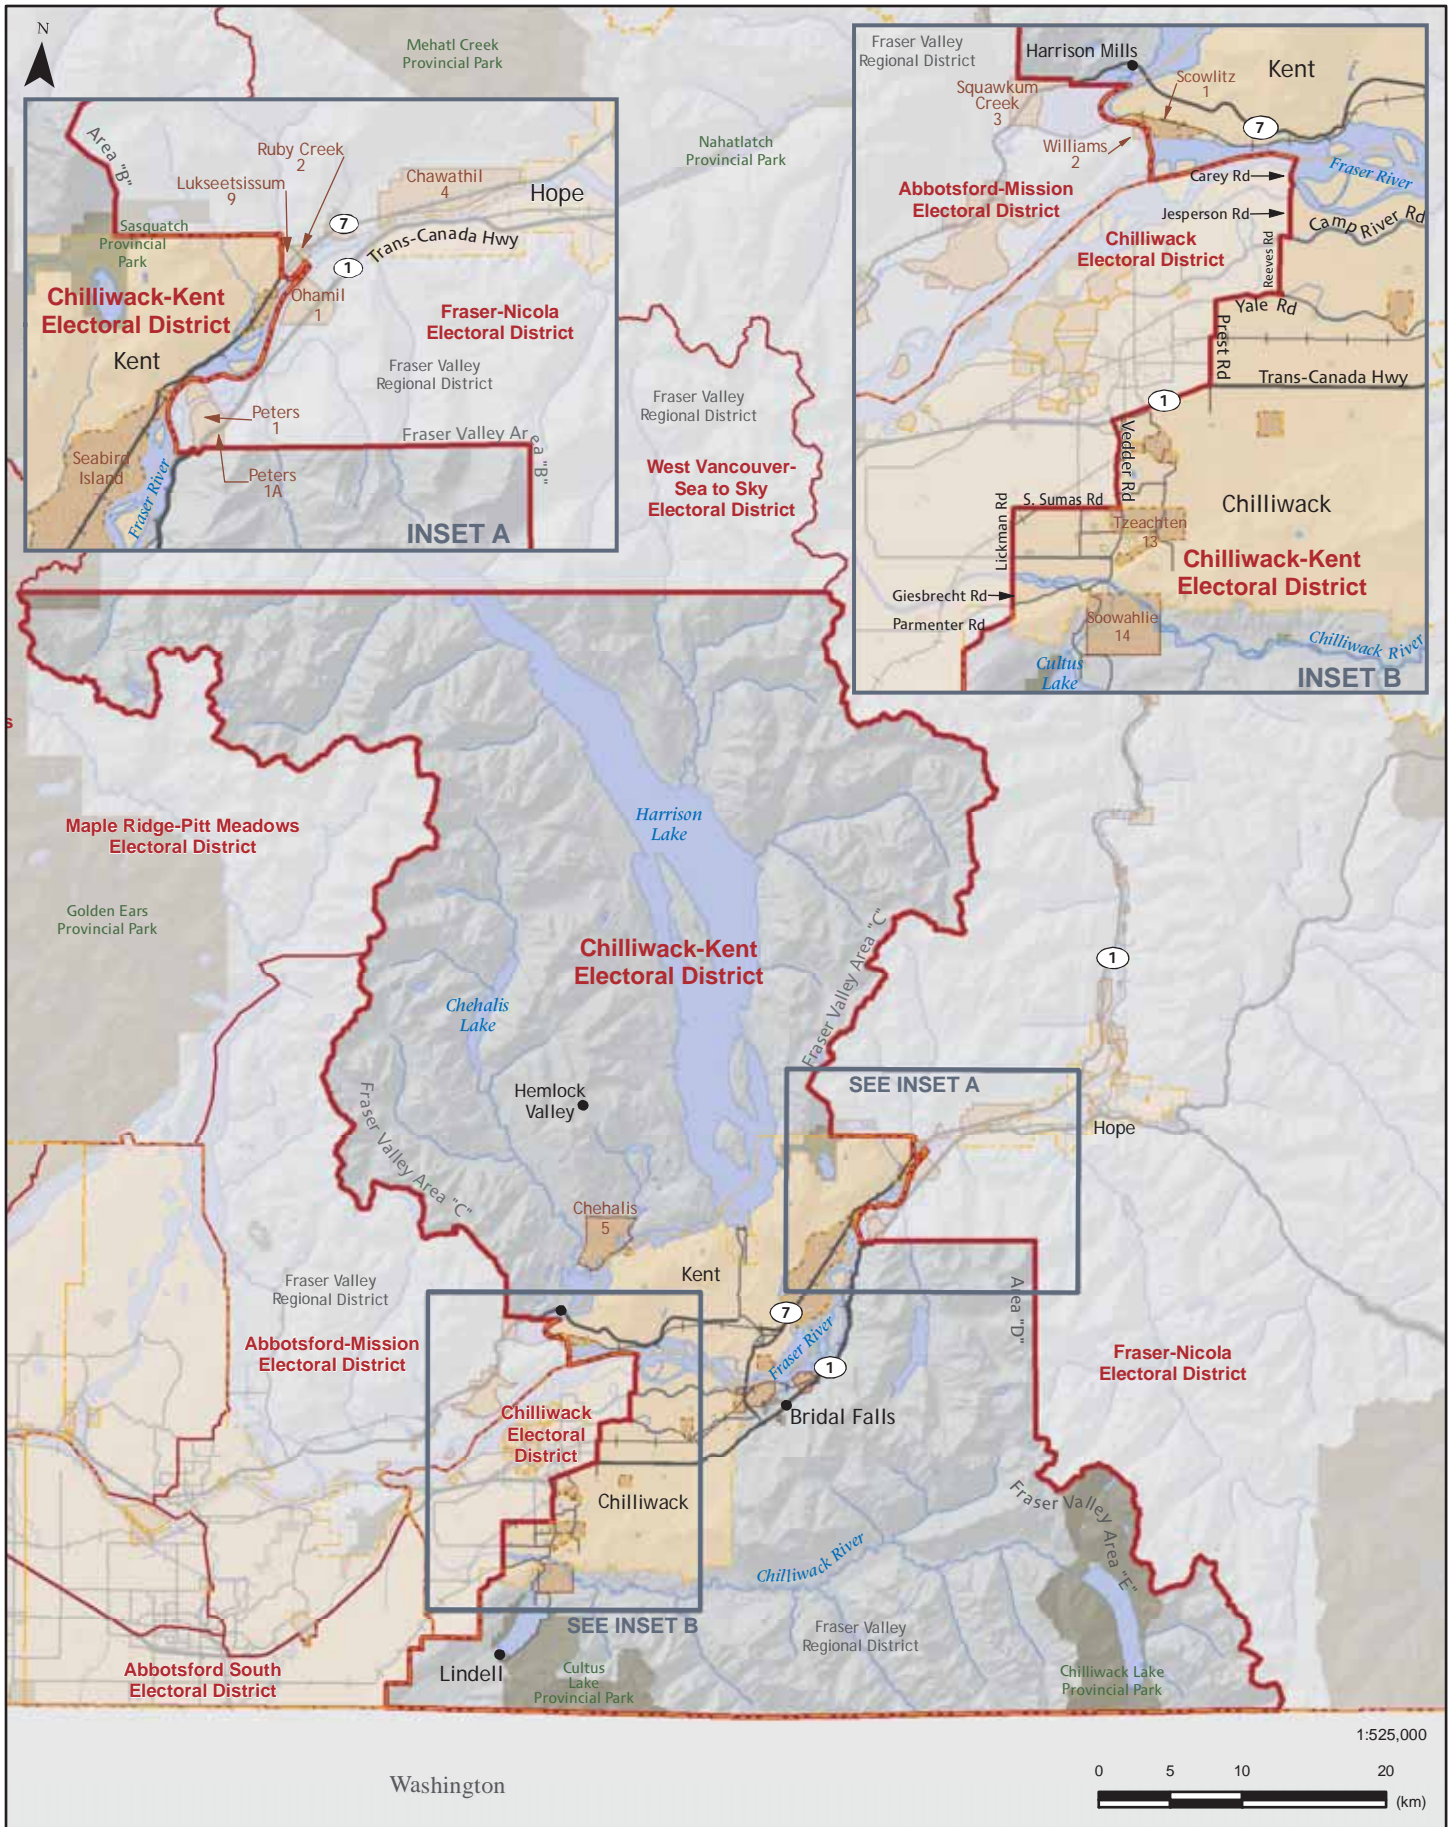 N
Mehatl Creek
Provincial Park
Nahatlatch
Provincial Park
Area "B"
Ruby Creek
2
Lukseetsissum
9
Chawathil
4
Hope
7
Trans-Canada Hwy
1
Sasquatch
Provincial
Park
Chilliwack-Kent
Electoral District
Ohamil
1
Fraser-Nicola
Electoral District
Kent
Fraser Valley
Regional District
Peters
1
Fraser Valley Area "B"
Seabird
Island
Peters
1A
Fraser River
INSET A
Fraser Valley
Regional District
Harrison Mills
Kent
Squawkum
Creek
3
Scowlitz
1
7
Williams
2
Fraser River
Abbotsford-Mission
Electoral District
Carey Rd
Jesperson Rd
Camp River Rd
Chilliwack
Electoral District
Reeves Rd
Yale Rd
Prest Rd
Trans-Canada Hwy
1
Vedder Rd
S. Sumas Rd
Lickman Rd
Chilliwack
Tzeachten
13
Chilliwack-Kent
Electoral District
Giesbrecht Rd
Parmenter Rd
Soowahlie
14
Chilliwack River
Cultus
Lake
INSET B
Fraser Valley
Regional District
West Vancouver-
Sea to Sky
Electoral District
s
Harrison
Lake
Maple Ridge-Pitt Meadows
Electoral District
Golden Ears
Provincial Park
Chilliwack-Kent
Electoral District
Fraser Valley Area "C"
1
Chehalis
Lake
Hemlock
Valley
SEE INSET A
Hope
Fraser Valley Area "C"
Chehalis
5
Kent
Fraser Valley
Regional District
Area "D"
7
Fraser River
Abbotsford-Mission
Electoral District
1
Fraser-Nicola
Electoral District
Bridal Falls
Chilliwack
Electoral
District
Chilliwack
Fraser Valley Area "E"
Chilliwack River
SEE INSET B
Fraser Valley
Regional District
Lindell
Abbotsford South
Electoral District
Cultus
Lake
Provincial Park
Chilliwack Lake
Provincial Park
1:525,000
Washington
0 5 10 20
(km)